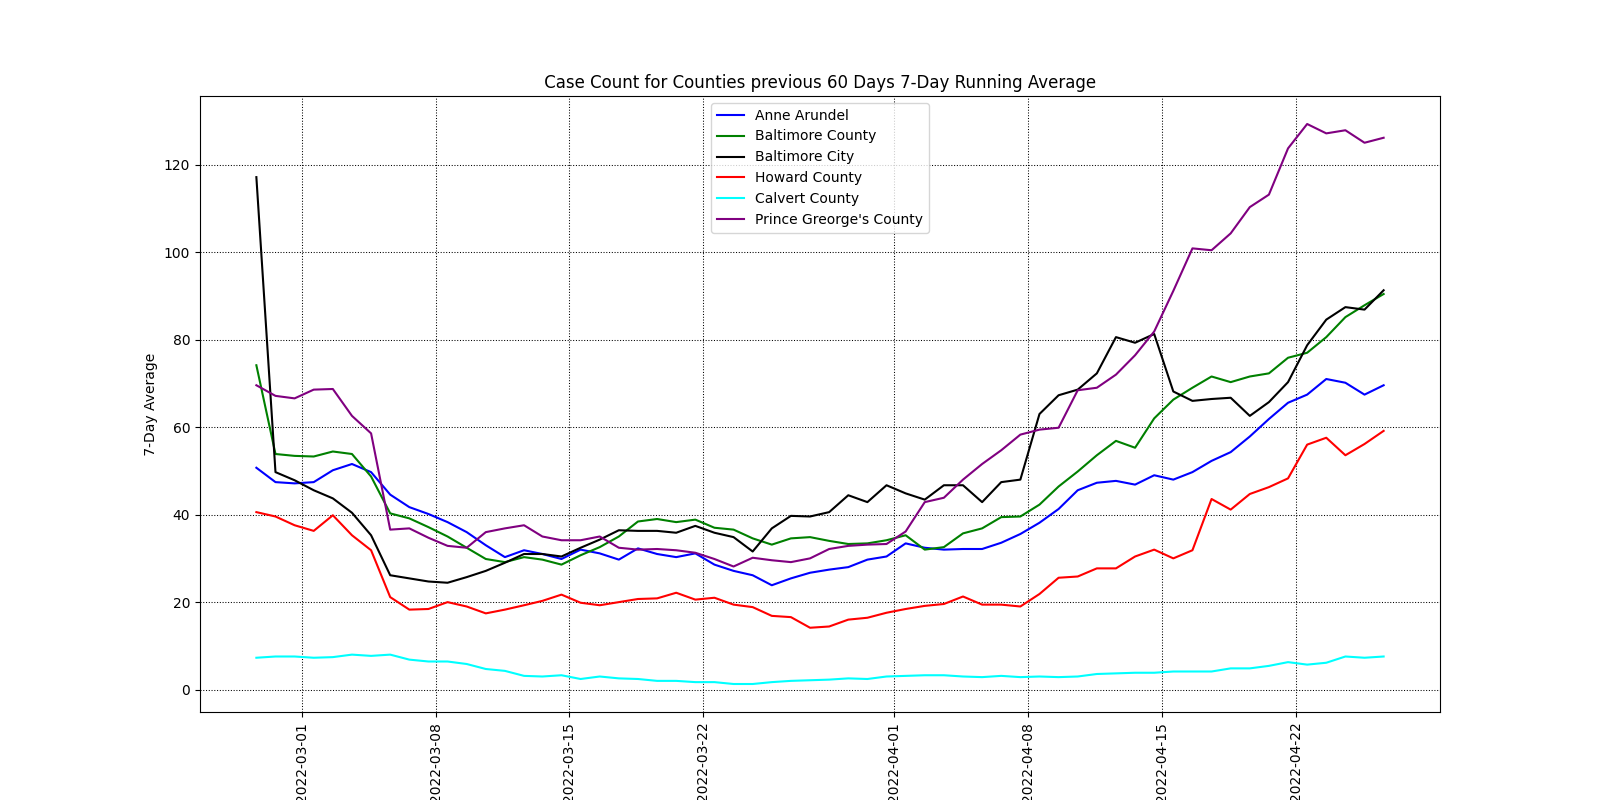 Case Count for Counties previous 60 Days 7-Day Running Average
Anne Arundel
Baltimore County
Baltimore City
Howard County
Calvert County
Prince Greorge's County
7-Day Average
120
100
80
60
40
20
0
2022-03-01
2022-03-08
2022-03-15
2022-03-22
2022-04-01
2022-04-08
2022-04-15
2022-04-22